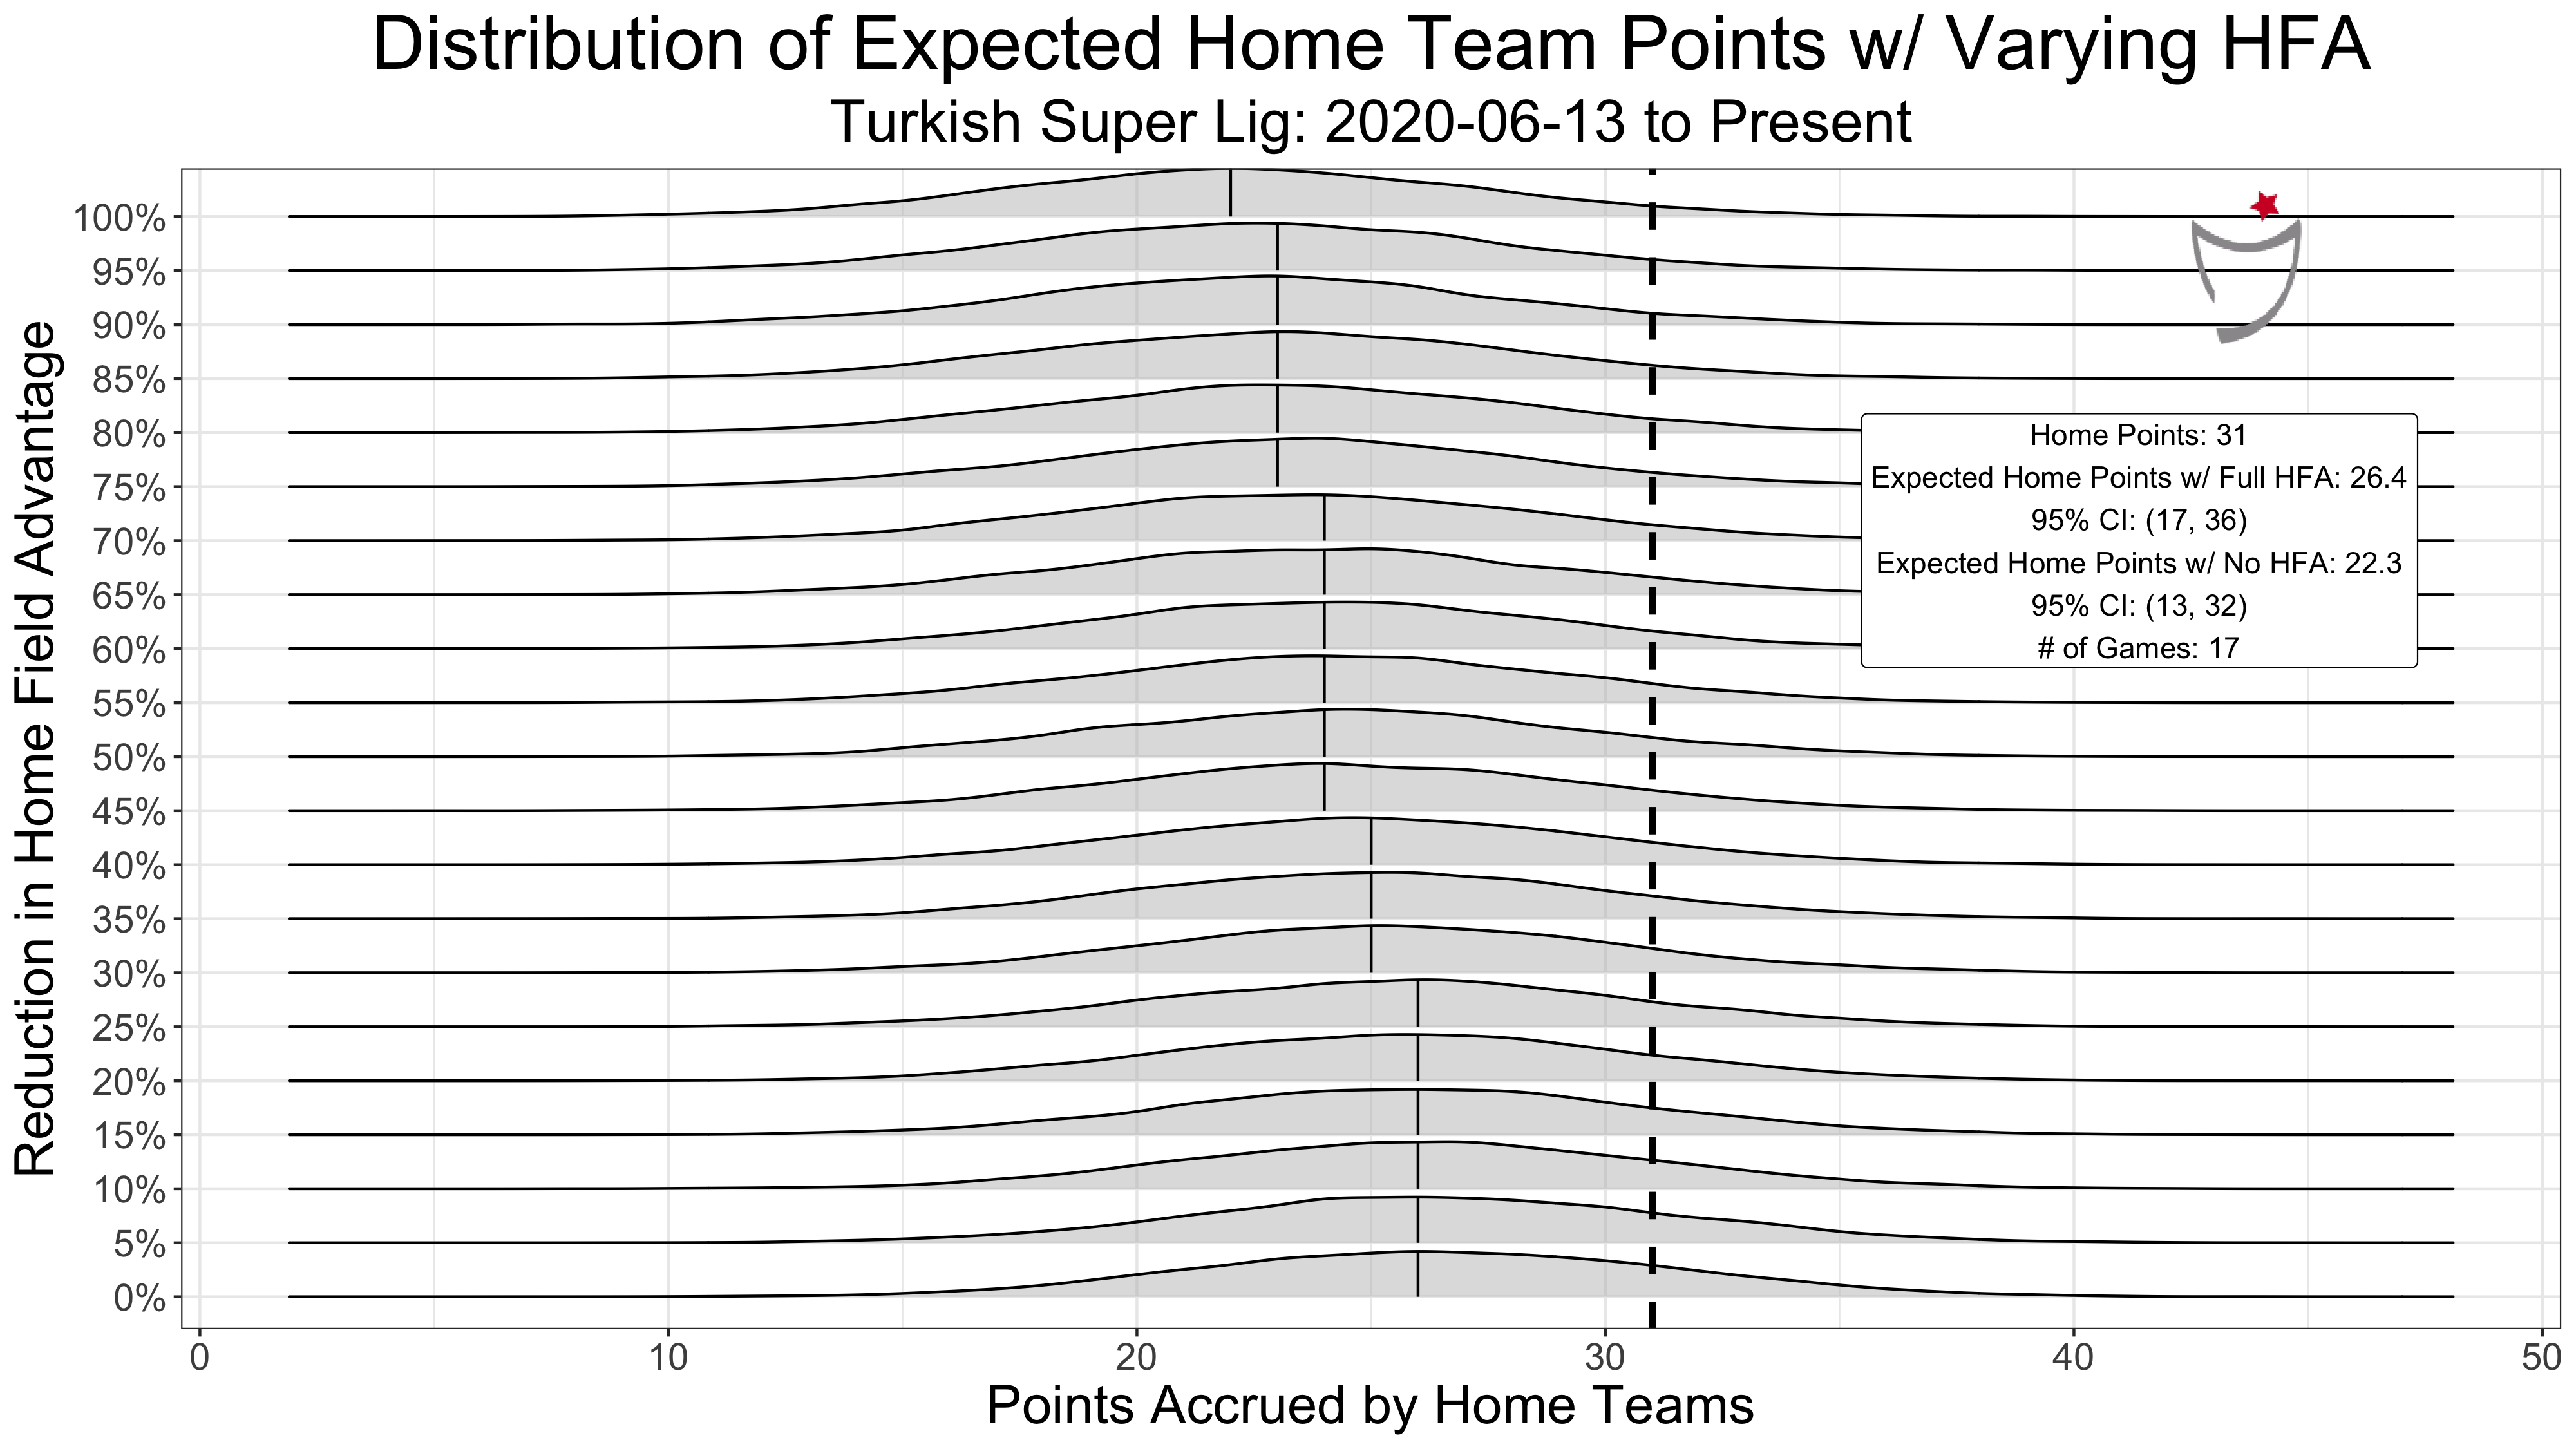 Distribution of Expected Home Team Points w/ Varying HFA
Turkish Super Lig: 2020-06-13 to Present
Reduction in Home Field Advantage
100%
95%
90%
85%
80%
75%
70%
65%
60%
55%
50%
45%
40%
35%
30%
25%
20%
15%
10%
5%
0%
Home Points: 31
Expected Home Points w/ Full HFA: 26.4
95% CI: (17, 36)
Expected Home Points w/ No HFA: 22.3
95% CI: (13, 32)
# of Games: 17
0 10 20 30 40 50
Points Accrued by Home Teams